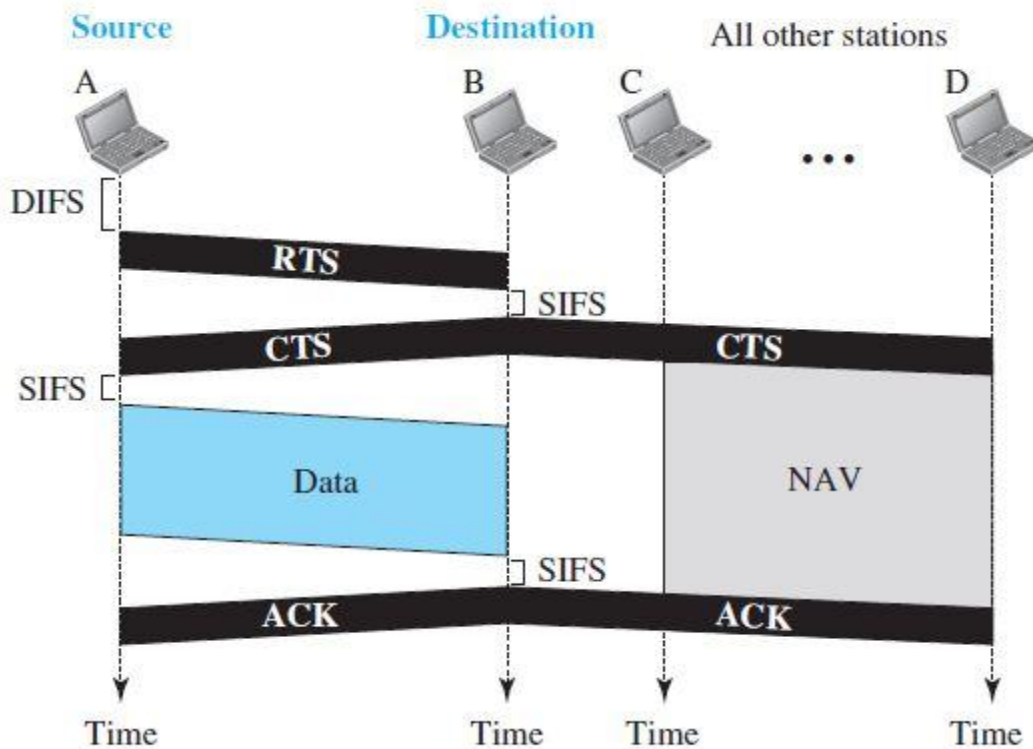 Source
Destination
All other stations
A
B
C
D
...
DIFS
RTS
SIFS
CTS
CTS
SIFS
Data
NAV
SIFS
ACK
ACK
Time
Time
Time
Time